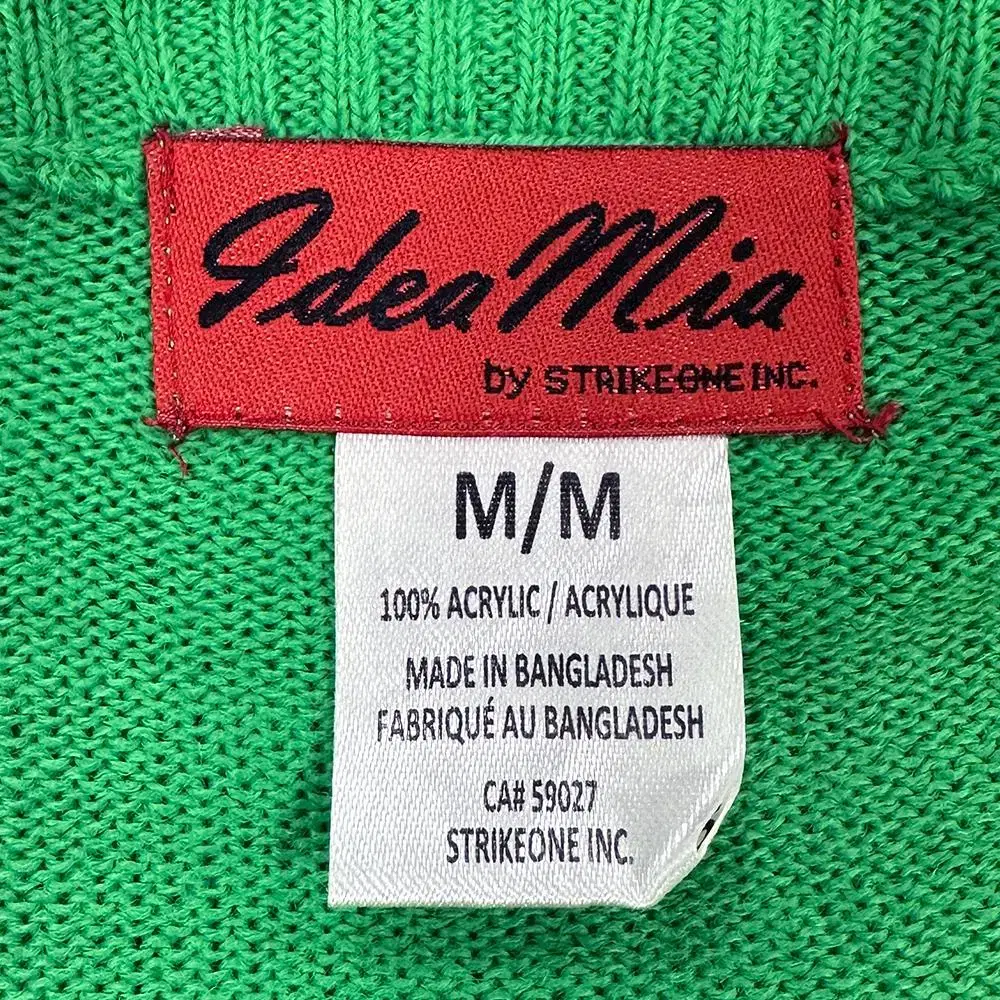 Idea Mia
by STRIKEONE INC.
M/M
100% ACRYLIC / ACRYLIQUE
MADE IN BANGLADESH
FABRIQUÉ AU BANGLADESH
CA# 59027
STRIKEONE INC.